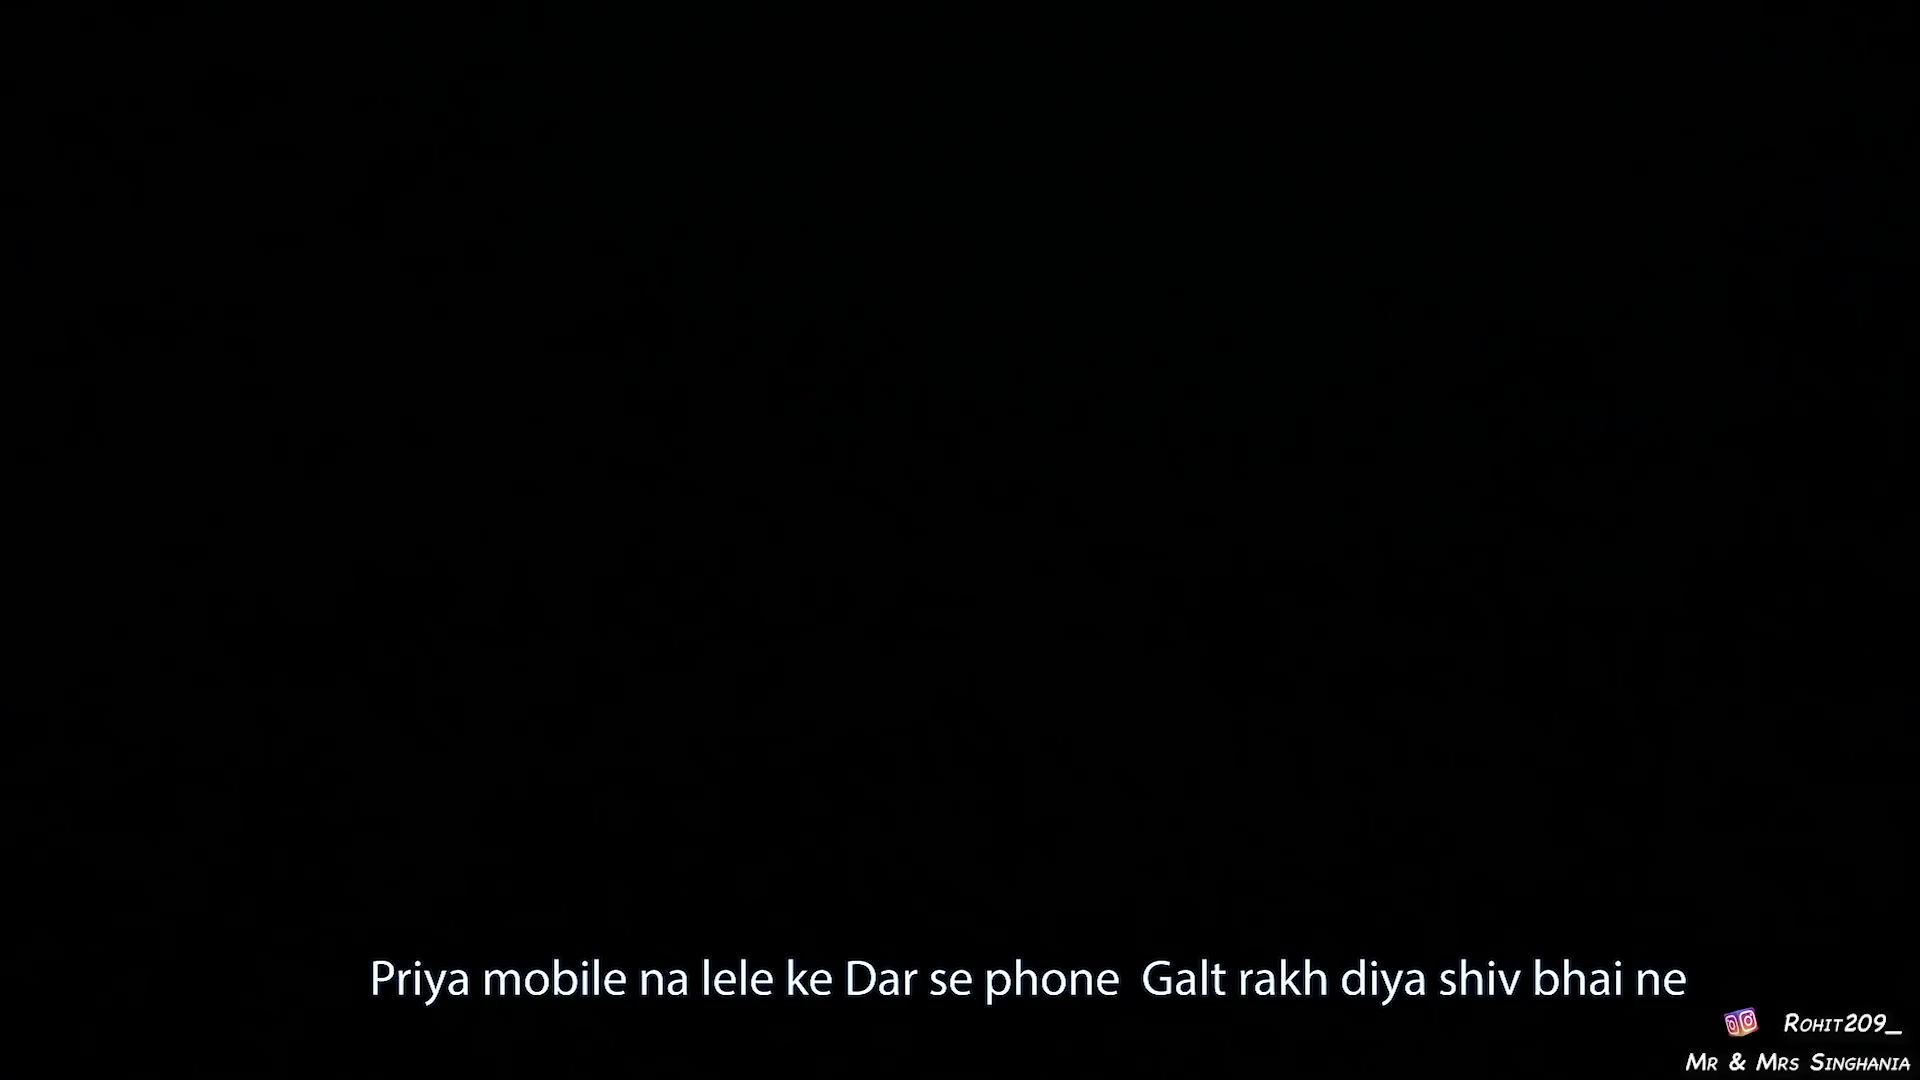 Priya mobile na lele ke Dar se phone  Galt rakh diya shiv bhai ne
Rohit209_
Mr & Mrs Singhania